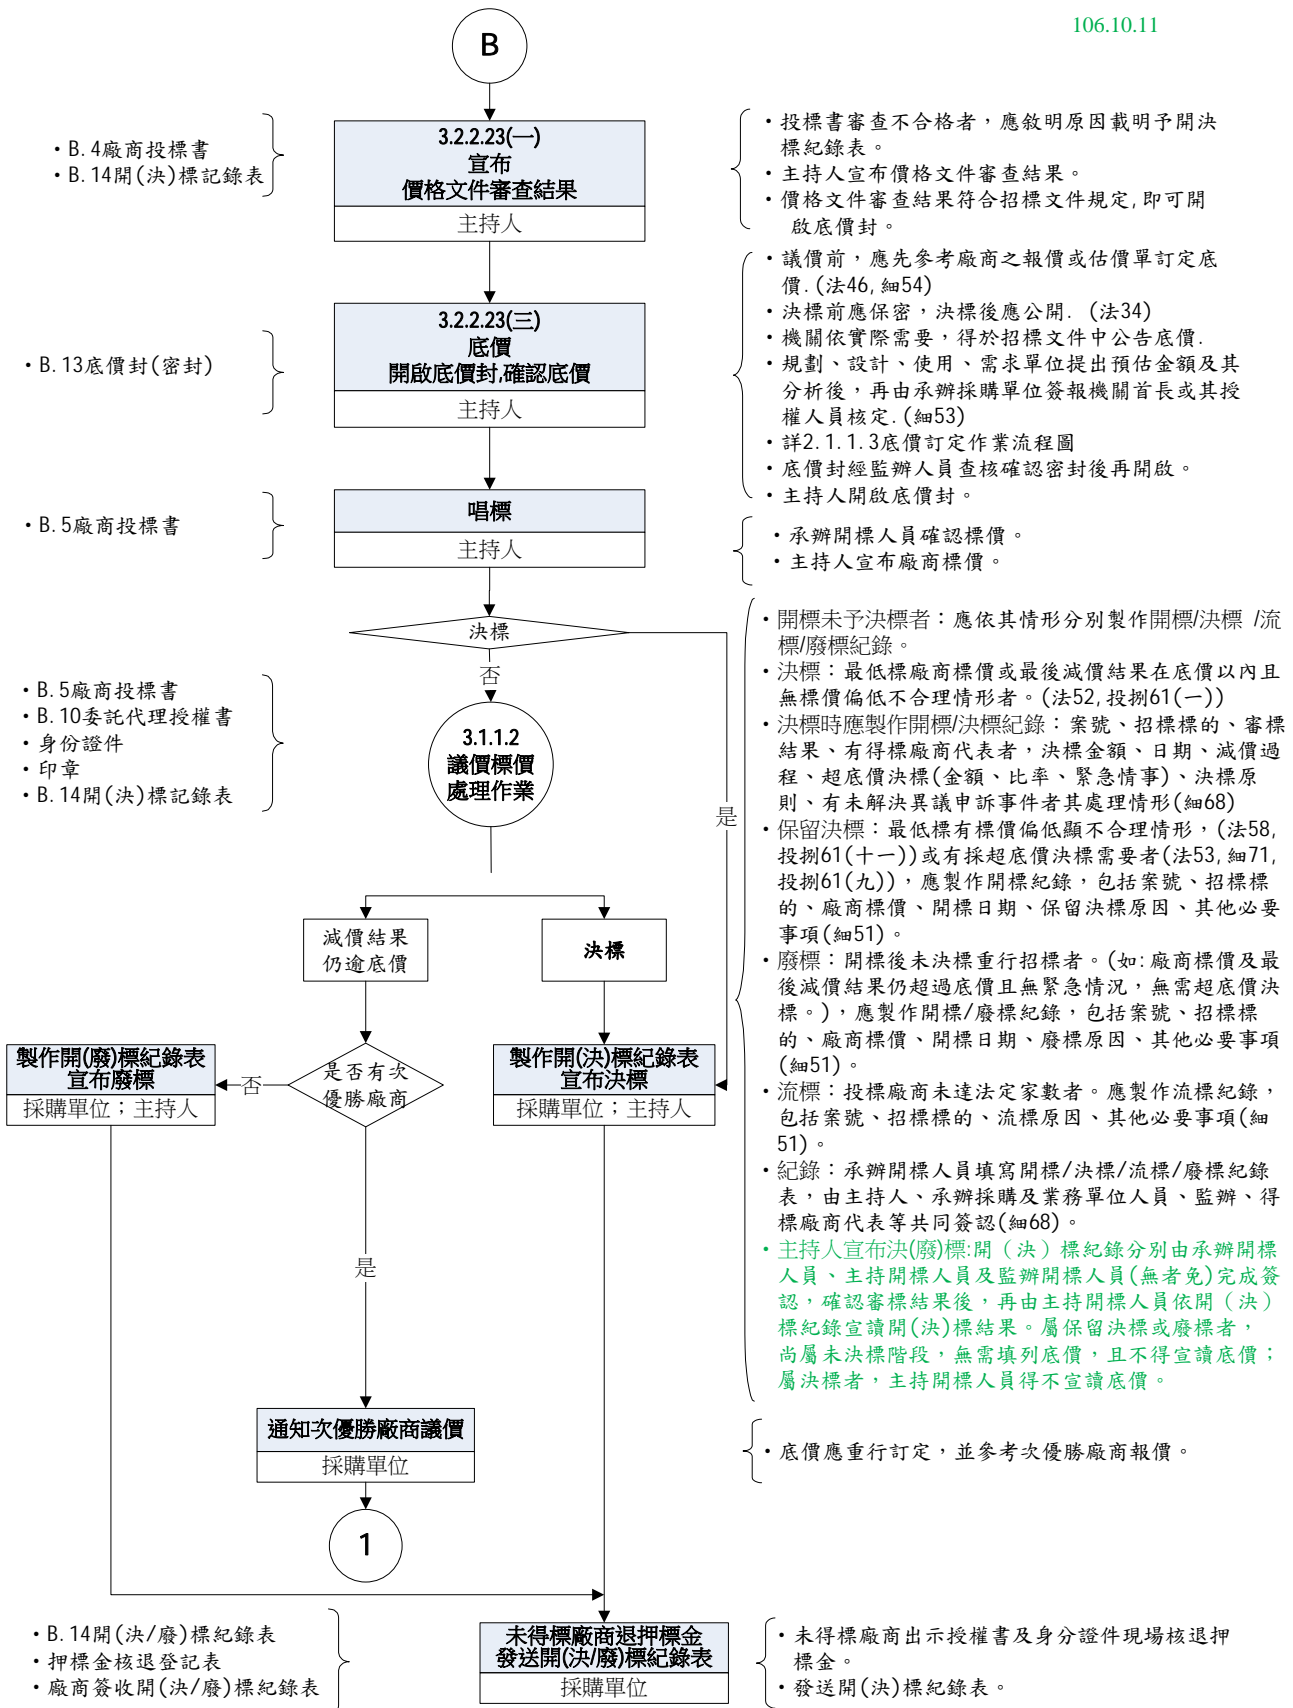 106.10.11
B
・B.4廠商投標書
・B.14開(決)標記錄表
3.2.2.23(一)
宣布
價格文件審查結果
主持人
・投標書審查不合格者，應敘明原因載明予開決
標紀錄表。
・主持人宣布價格文件審查結果。
・價格文件審查結果符合招標文件規定,即可開
啟底價封。
・B.13底價封(密封)
3.2.2.23(三)
底價
開啟底價封,確認底價
主持人
・議價前，應先參考廠商之報價或估價單訂定底
價.(法46,細54)
・決標前應保密，決標後應公開. (法34)
・機關依實際需要，得於招標文件中公告底價.
・規劃、設計、使用、需求單位提出預估金額及其
分析後，再由承辦採購單位簽報機關首長或其授
權人員核定.(細53)
・詳2.1.1.3底價訂定作業流程圖
・底價封經監辦人員查核確認密封後再開啟。
・主持人開啟底價封。
・B.5廠商投標書
唱標
主持人
・承辦開標人員確認標價。
・主持人宣布廠商標價。
決標
否
是
・B.5廠商投標書
・B.10委託代理授權書
・身份證件
・印章
・B.14開(決)標記錄表
3.1.1.2
議價標價
處理作業
・開標未予決標者：應依其情形分別製作開標/決標 /流
標/廢標紀錄。
・決標：最低標廠商標價或最後減價結果在底價以內且
無標價偏低不合理情形者。(法52,投捌61(一))
・決標時應製作開標/決標紀錄：案號、招標標的、審標
結果、有得標廠商代表者，決標金額、日期、減價過
程、超底價決標(金額、比率、緊急情事)、決標原
則、有未解決異議申訴事件者其處理情形(細68)
・保留決標：最低標有標價偏低顯不合理情形，(法58,
投捌61(十一))或有採超底價決標需要者(法53,細71,
投捌61(九))，應製作開標紀錄，包括案號、招標標
的、廠商標價、開標日期、保留決標原因、其他必要
事項(細51)。
・廢標：開標後未決標重行招標者。(如:廠商標價及最
後減價結果仍超過底價且無緊急情況，無需超底價決
標。)，應製作開標/廢標紀錄，包括案號、招標標
的、廠商標價、開標日期、廢標原因、其他必要事項
(細51)。
・流標：投標廠商未達法定家數者。應製作流標紀錄，
包括案號、招標標的、流標原因、其他必要事項(細
51)。
・紀錄：承辦開標人員填寫開標/決標/流標/廢標紀錄
表，由主持人、承辦採購及業務單位人員、監辦、得
標廠商代表等共同簽認(細68)。
・主持人宣布決(廢)標:開（決）標紀錄分別由承辦開標
人員、主持開標人員及監辦開標人員(無者免)完成簽
認，確認審標結果後，再由主持開標人員依開（決）
標紀錄宣讀開(決)標結果。屬保留決標或廢標者，
尚屬未決標階段，無需填列底價，且不得宣讀底價；
屬決標者，主持開標人員得不宣讀底價。
減價結果
仍逾底價
決標
製作開(廢)標紀錄表
宣布廢標
採購單位；主持人
否
是否有次
優勝廠商
製作開(決)標紀錄表
宣布決標
採購單位；主持人
是
通知次優勝廠商議價
採購單位
・底價應重行訂定，並參考次優勝廠商報價。
1
・B.14開(決/廢)標紀錄表
・押標金核退登記表
・廠商簽收開(決/廢)標紀錄表
未得標廠商退押標金
發送開(決/廢)標紀錄表
採購單位
・未得標廠商出示授權書及身分證件現場核退押
標金。
・發送開(決)標紀錄表。